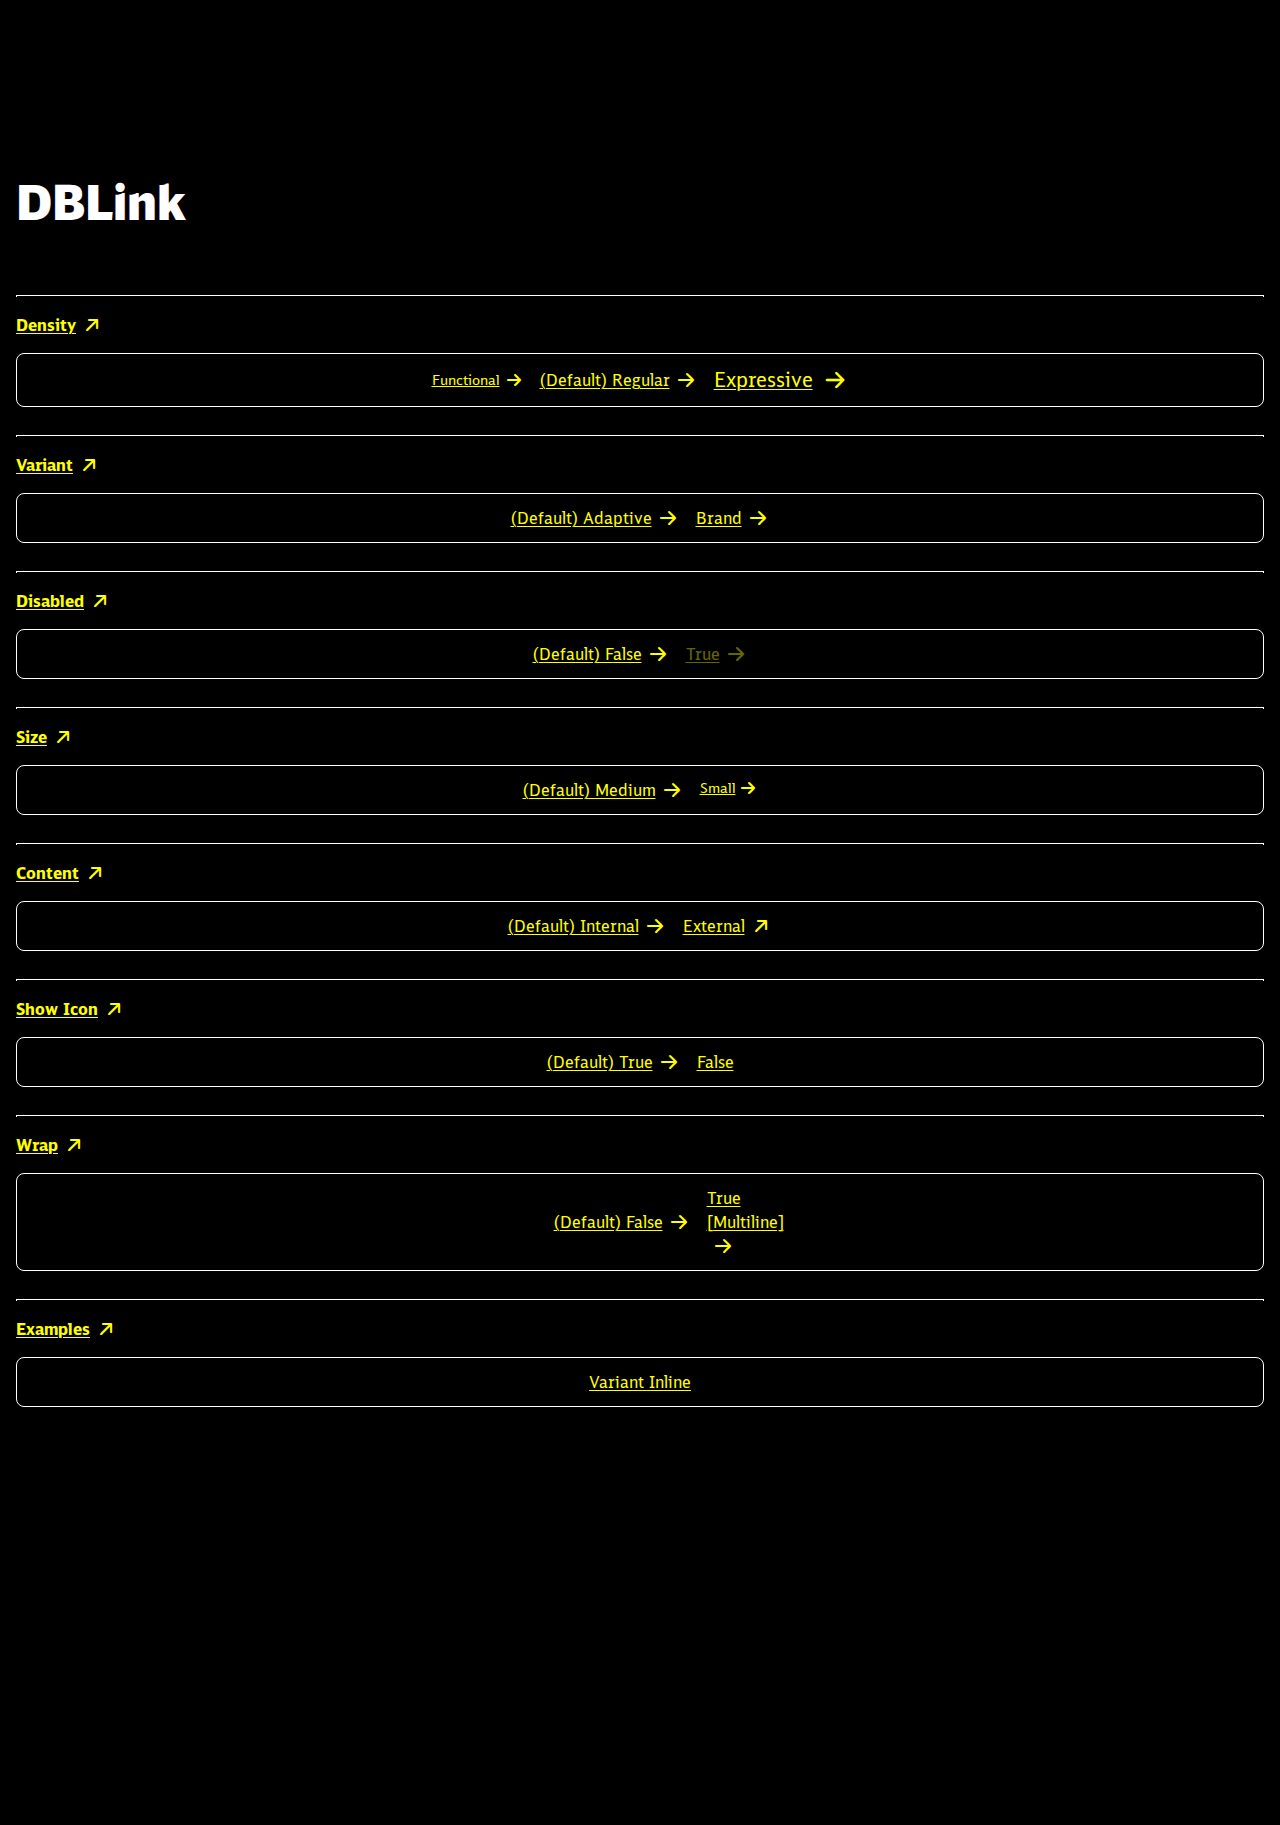 DBLink
Density
Functional (Default) Regular Expressive
Variant
(Default) Adaptive Brand
Disabled
(Default) False True
Size
(Default) Medium Small
Content
(Default) Internal External
Show Icon
(Default) True False
Wrap
(Default) False True
[Multiline]
Examples
Variant Inline